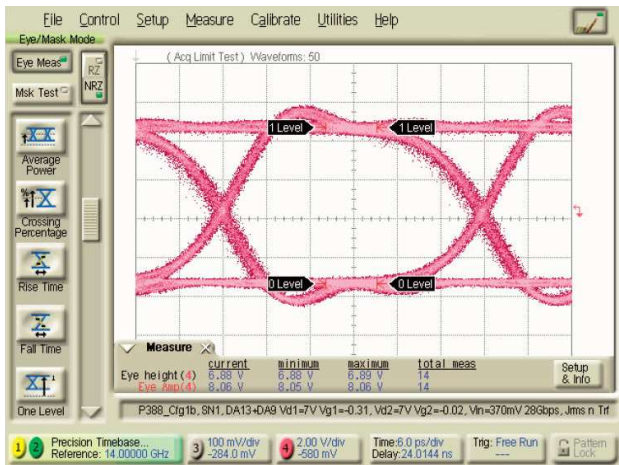 File Control Setup Measure Calibrate Utilities Help
Eye/Mask Mode
Eye Meas
RZ
NRZ
Msk Test
Average
Power
Crossing
Percentage
Rise Time
Fall Time
One Level
( Acq Limit Test ) Waveforms: 50
1 Level 1 Level
0 Level 0 Level
Measure
current minimum maximum total meas
Eye height(4) 6.88 V 6.88 V 6.89 V 14
Eye Amp(4) 8.06 V 8.05 V 8.06 V 14
Setup
& Info
P388_Cfg1b, SN1, DA13+DA9 Vd1=7V Vg1=-0.31, Vd2=7V Vg2=-0.02, Vin=370mV 28Gbps, Jrms n Trf
1 2 Precision Timebase...
Reference: 14.00000 GHz
3 100 mV/div
-284.0 mV
4 2.00 V/div
-580 mV
Time:6.0 ps/div
Delay:24.0144 ns
Trig: Free Run
---
Pattern
Lock